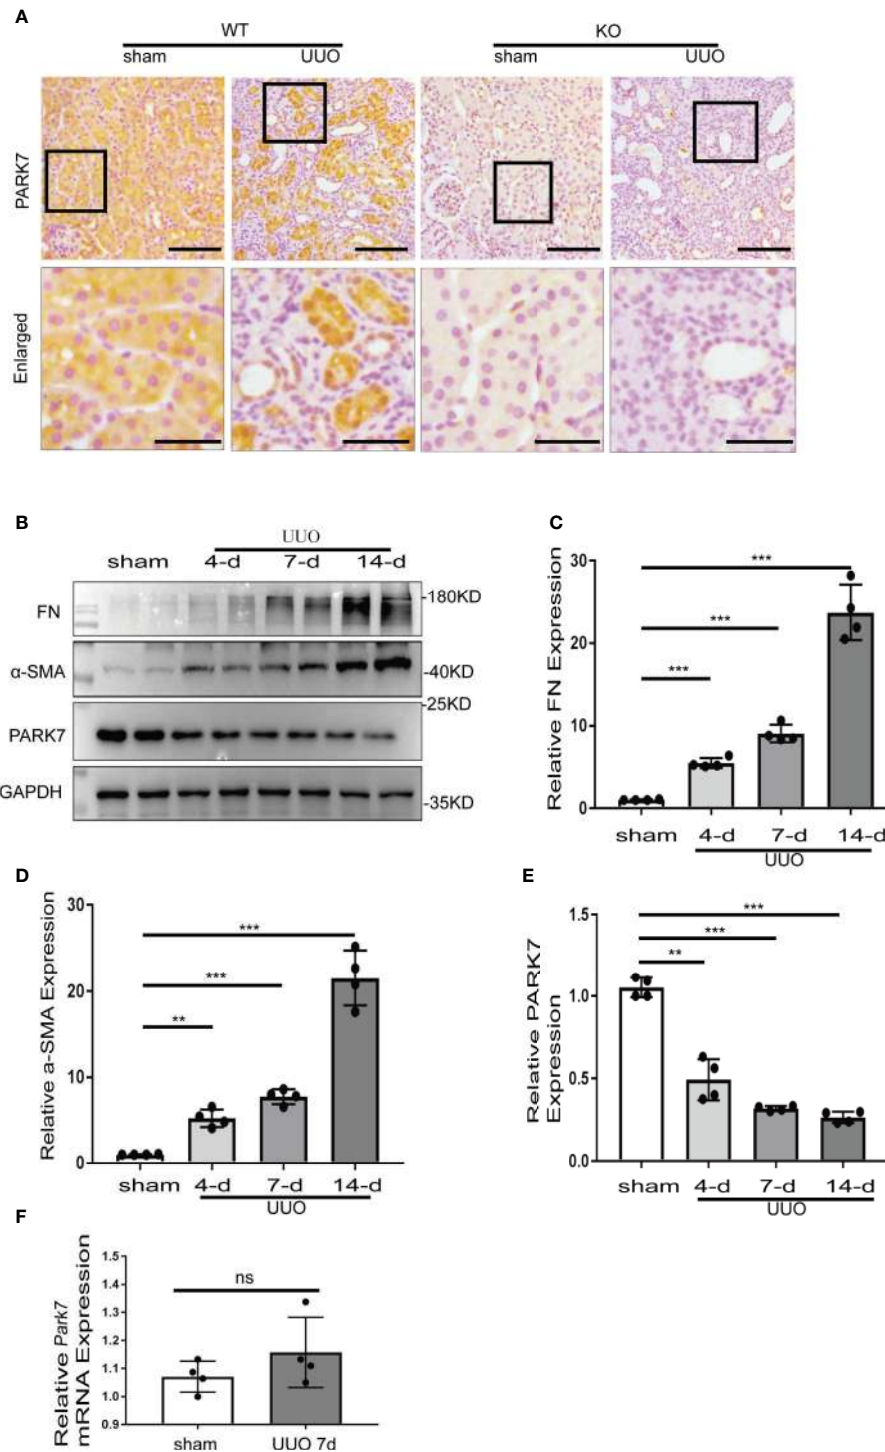 A
WT KO
sham UUO sham UUO
PARK7
Enlarged
B
UUO
sham 4-d 7-d 14-d
FN -180KD
α-SMA -40KD
-25KD
PARK7
GAPDH -35KD
C
Relative FN Expression
30
20
10
0
***
***
***
sham 4-d 7-d 14-d
UUO
D
Relative a-SMA Expression
30
20
10
0
***
***
**
sham 4-d 7-d 14-d
UUO
E
Relative PARK7
Expression
1.5
1.0
0.5
0.0
***
***
**
sham 4-d 7-d 14-d
UUO
F
Relative Park7
mRNA Expression
1.5
1.4
1.3
1.2
1.1
1.0
0.9
ns
sham UUO 7d